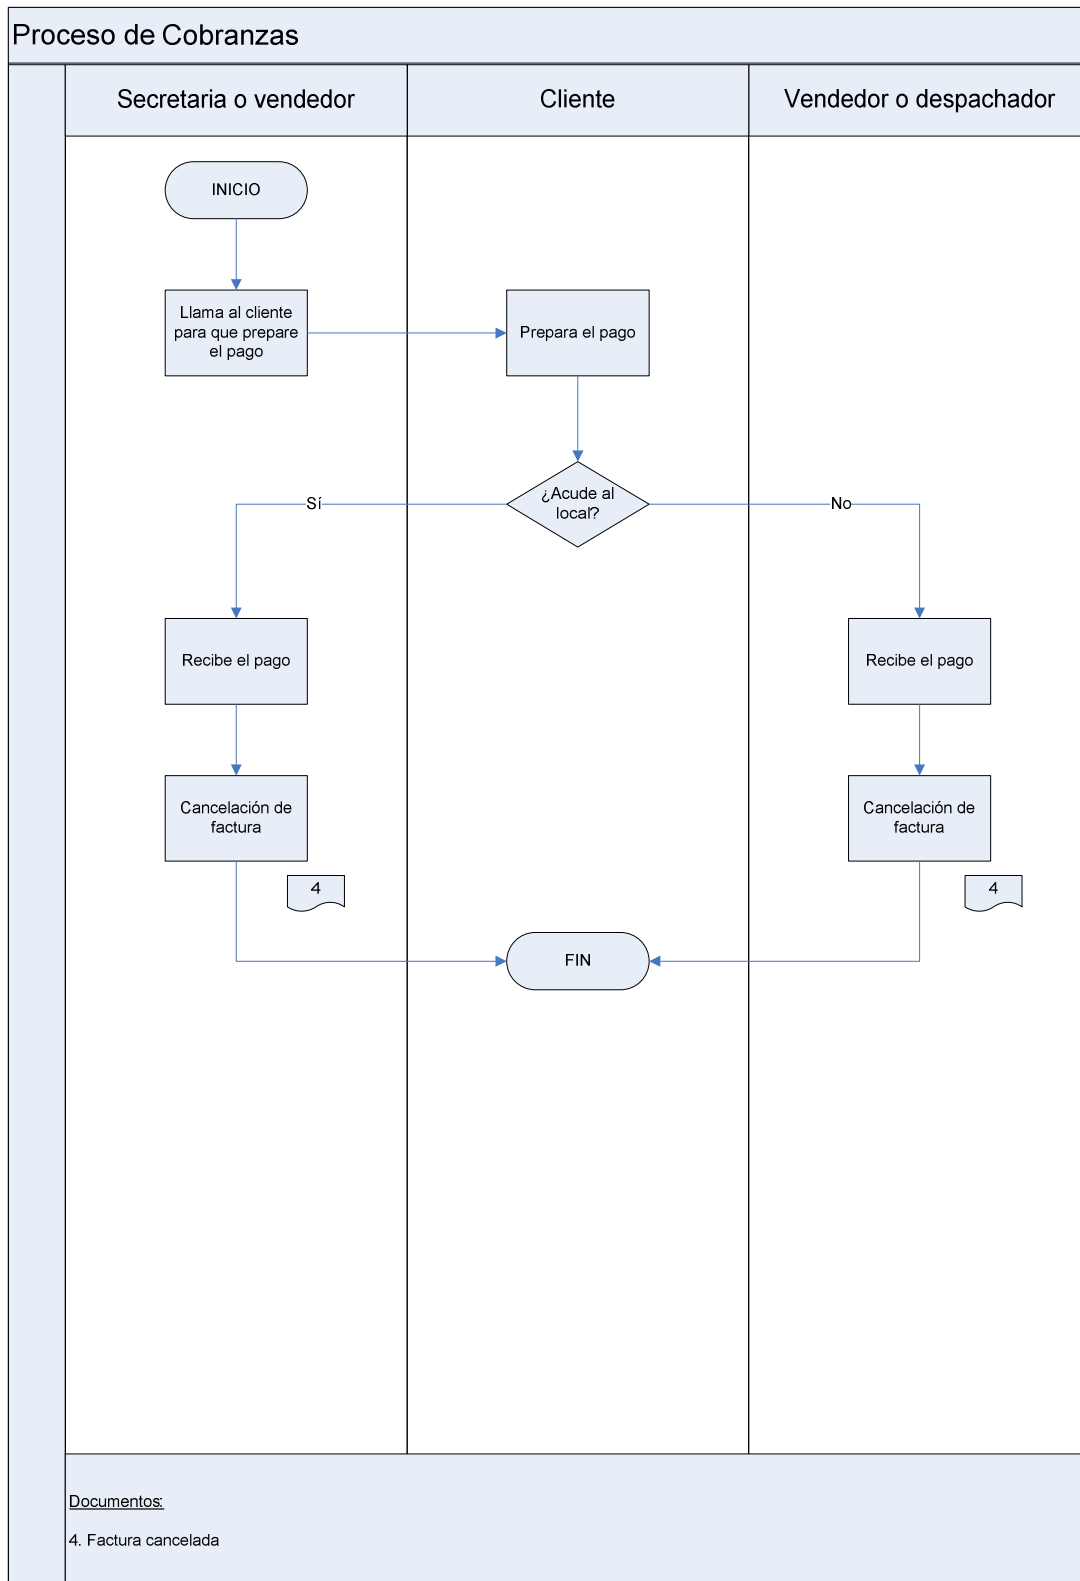 Proceso de Cobranzas
Secretaria o vendedor
Cliente
Vendedor o despachador
INICIO
Llama al cliente
para que prepare
el pago
Prepara el pago
¿Acude al
local?
Sí
No
Recibe el pago
Recibe el pago
Cancelación de
factura
Cancelación de
factura
4
4
FIN
Documentos:
4. Factura cancelada